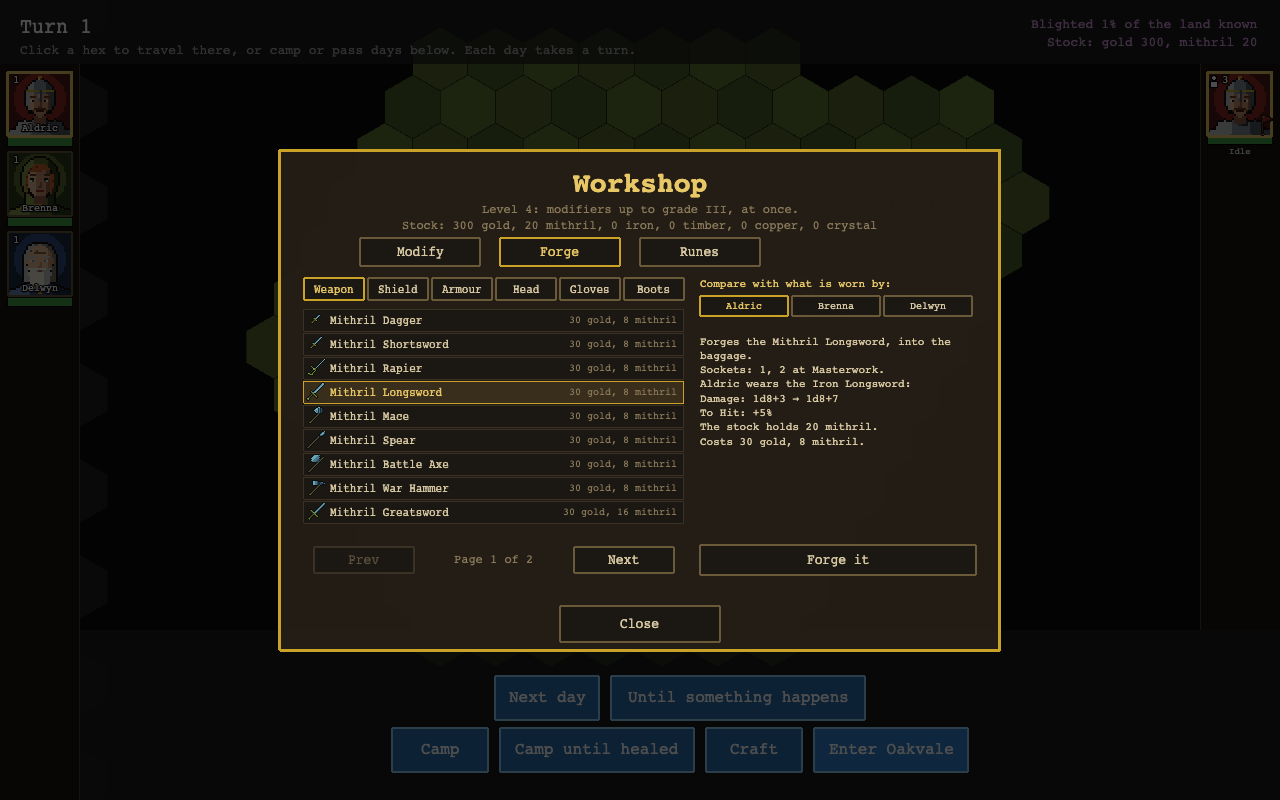 Turn 1
Click a hex to travel there, or camp or pass days below. Each day takes a turn.
Blighted 1% of the land known
Stock: gold 300, mithril 20
1
Aldric
1
Brenna
1
Delwyn
3
Idle
Workshop
Level 4: modifiers up to grade III, at once.
Stock: 300 gold, 20 mithril, 0 iron, 0 timber, 0 copper, 0 crystal
Modify
Forge
Runes
Weapon
Shield
Armour
Head
Gloves
Boots
Mithril Dagger 30 gold, 8 mithril
Mithril Shortsword 30 gold, 8 mithril
Mithril Rapier 30 gold, 8 mithril
Mithril Longsword 30 gold, 8 mithril
Mithril Mace 30 gold, 8 mithril
Mithril Spear 30 gold, 8 mithril
Mithril Battle Axe 30 gold, 8 mithril
Mithril War Hammer 30 gold, 8 mithril
Mithril Greatsword 30 gold, 16 mithril
Prev
Page 1 of 2
Next
Compare with what is worn by:
Aldric
Brenna
Delwyn
Forges the Mithril Longsword, into the
baggage.
Sockets: 1, 2 at Masterwork.
Aldric wears the Iron Longsword:
Damage: 1d8+3 → 1d8+7
To Hit: +5%
The stock holds 20 mithril.
Costs 30 gold, 8 mithril.
Forge it
Close
Next day
Until something happens
Camp
Camp until healed
Craft
Enter Oakvale